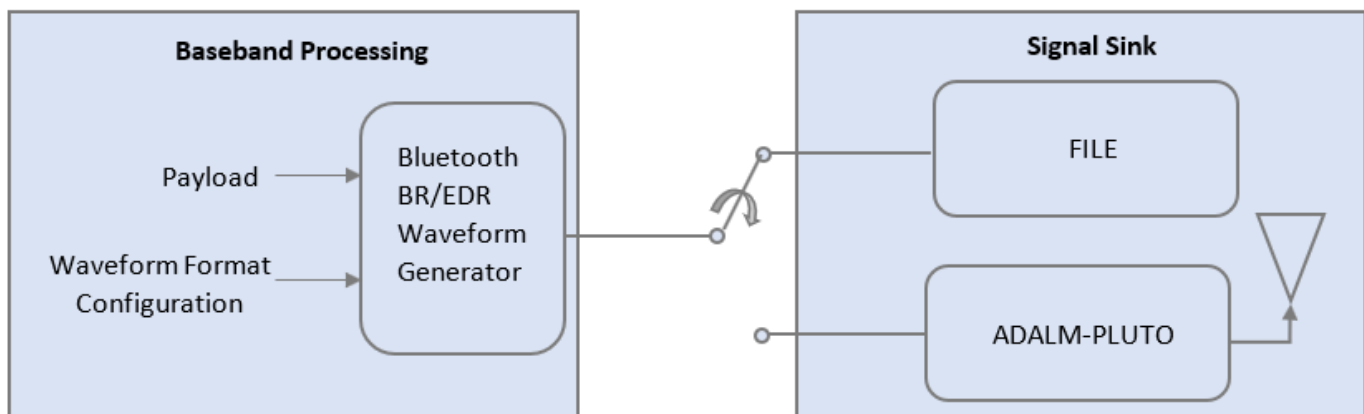 Baseband Processing
Payload
Waveform Format
Configuration
Bluetooth
BR/EDR
Waveform
Generator
Signal Sink
FILE
ADALM-PLUTO